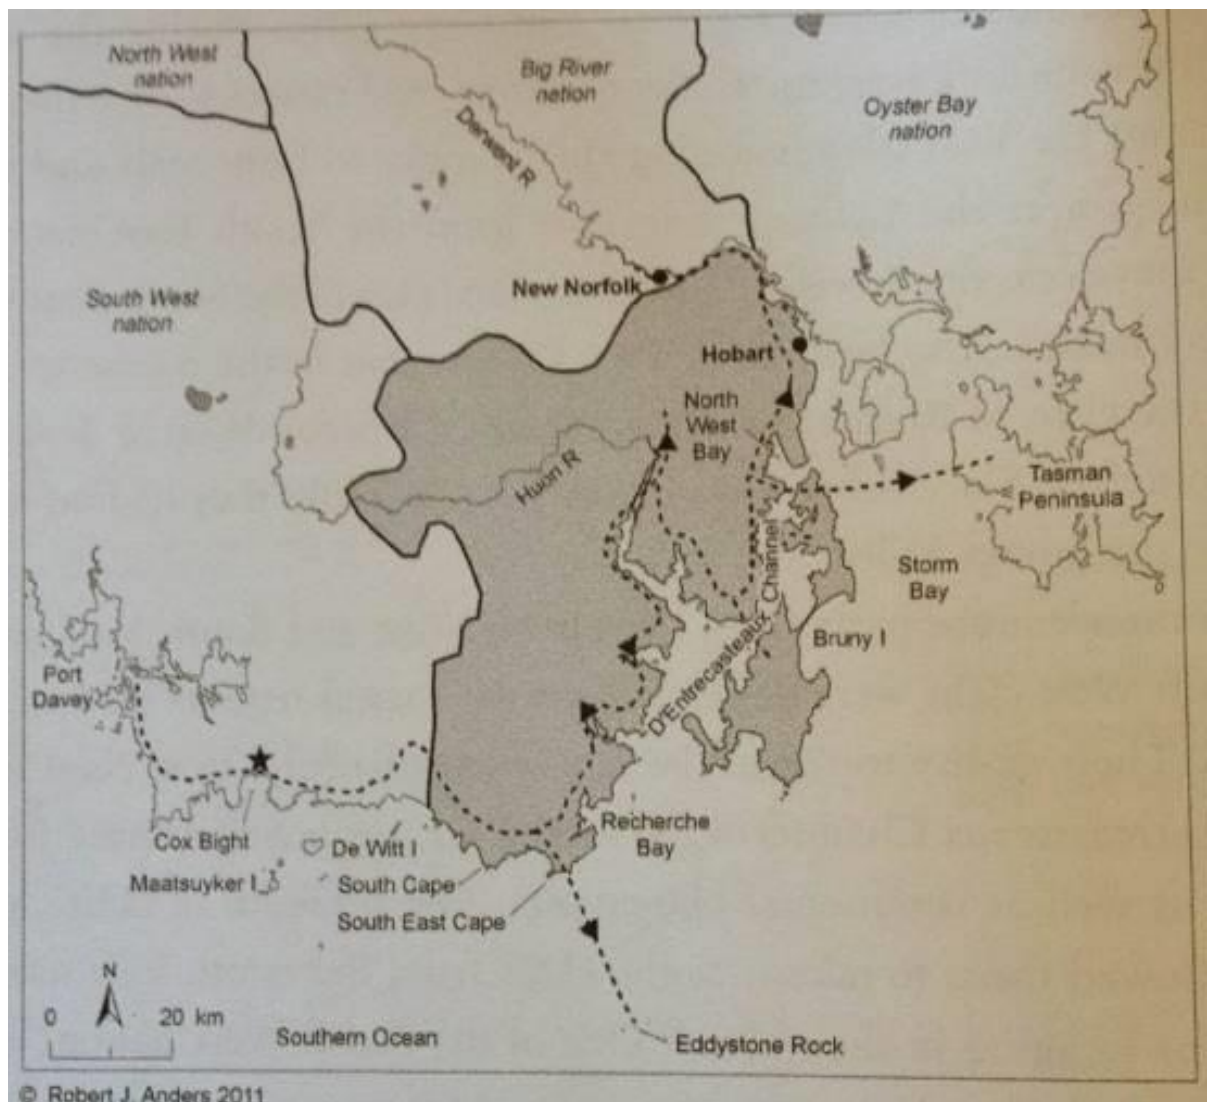 North West
nation
Big River
nation
Oyster Bay
nation
Derwent R
New Norfolk
South West
nation
Hobart
North
West
Bay
Huon R
Tasman
Peninsula
Channel
Storm
Bay
Bruny I
D'Entrecasteaux
Port
Davey
Cox Bight
De Witt I
Recherche
Bay
Maatsuyker I
South Cape
South East Cape
N
0 20 km
Southern Ocean
Eddystone Rock
© Robert J. Anders 2011